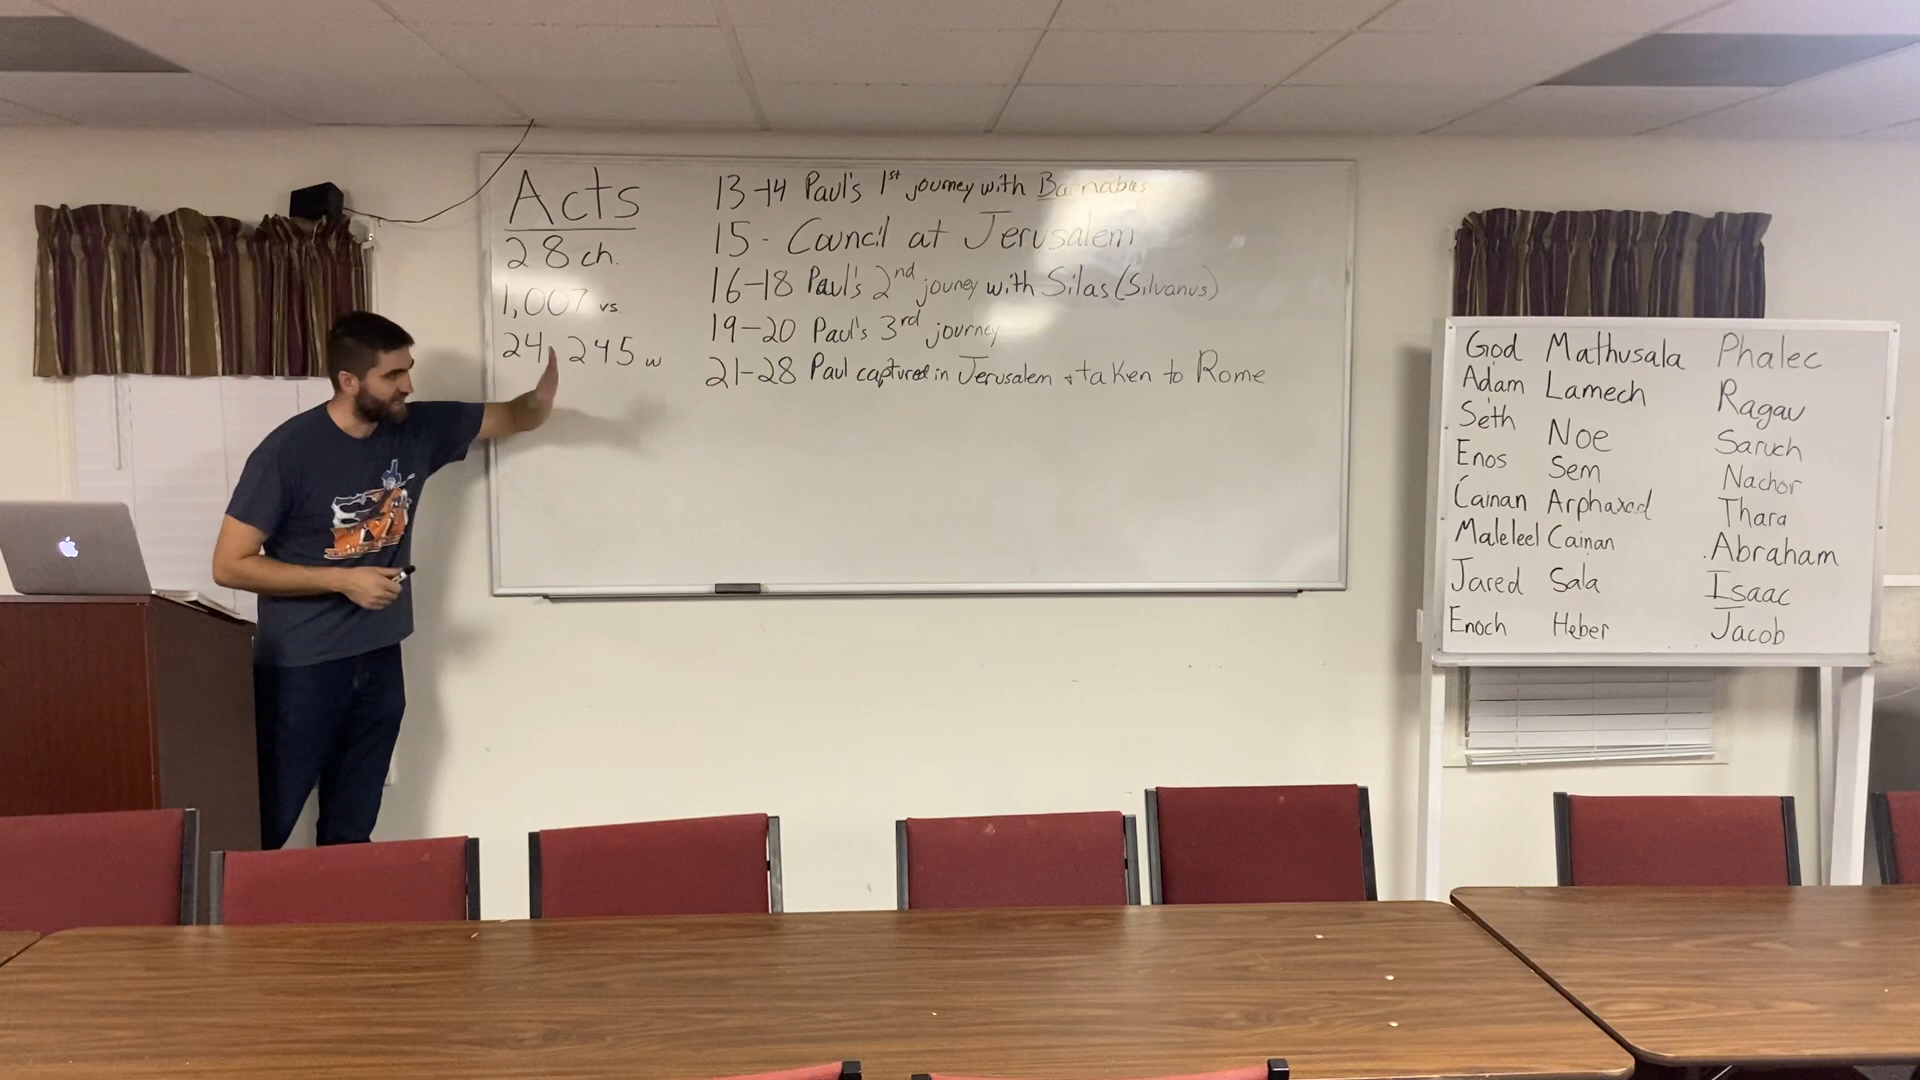 Acts
28 ch.
1,007 vs.
24,245 w
13-14 Paul's 1st journey with Barnabas
15 - Council at Jerusalem
16-18 Paul's 2nd jouney with Silas (Silvanus)
19-20 Paul's 3rd journey
21-28 Paul captured in Jerusalem + taken to Rome
God
Adam
Seth
Enos
Cainan
Maleleel
Jared
Enoch
Mathusala
Lamech
Noe
Sem
Arphaxad
Cainan
Sala
Heber
Phalec
Ragau
Saruch
Nachor
Thara
Abraham
Isaac
Jacob